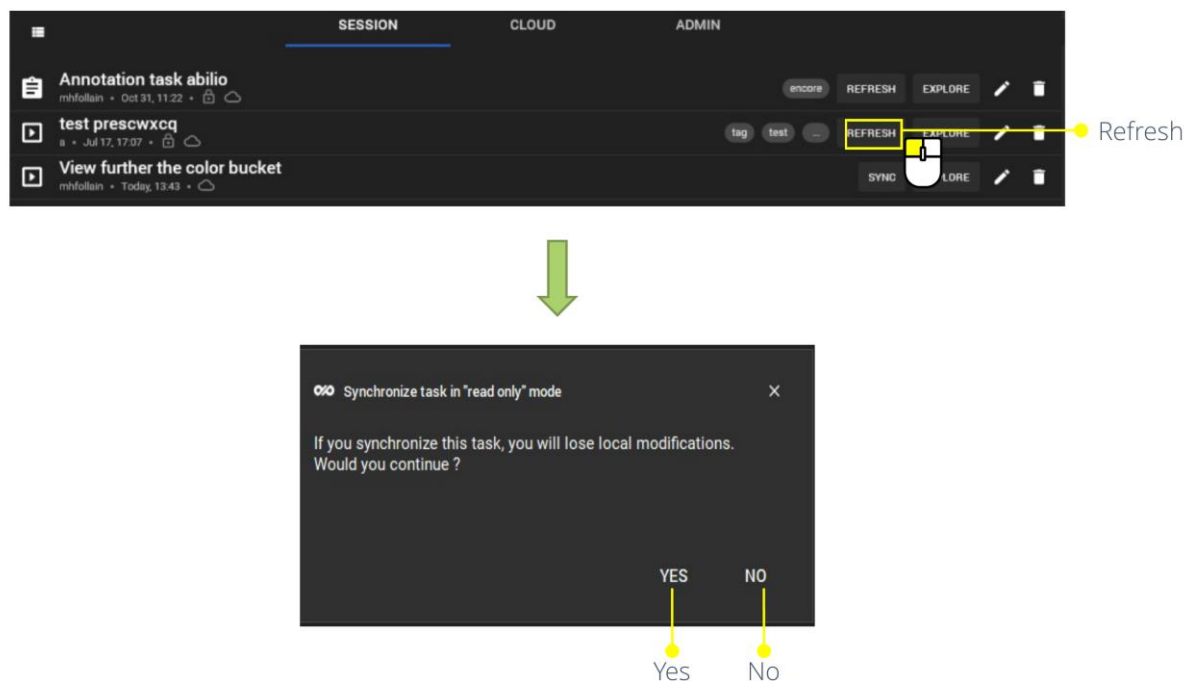 SESSION CLOUD ADMIN
Annotation task abilio
mhfollain • Oct 31, 11:22 •
encore REFRESH EXPLORE
test prescwxcq
a • Jul 17, 17:07 •
tag test ... REFRESH EXPLORE
Refresh
View further the color bucket
mhfollain • Today, 13:43 •
SYNC
Synchronize task in "read only" mode
If you synchronize this task, you will lose local modifications.
Would you continue ?
YES NO
Yes No